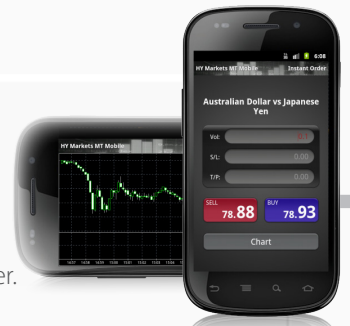 6:08
HY Markets MT Mobile Instant Order
Australian Dollar vs Japanese
Yen
Vol:
S/L: 0.00
T/P: 0.00
SELL BUY
78.88 78.93
Chart
HY Markets MT Mobile
er.